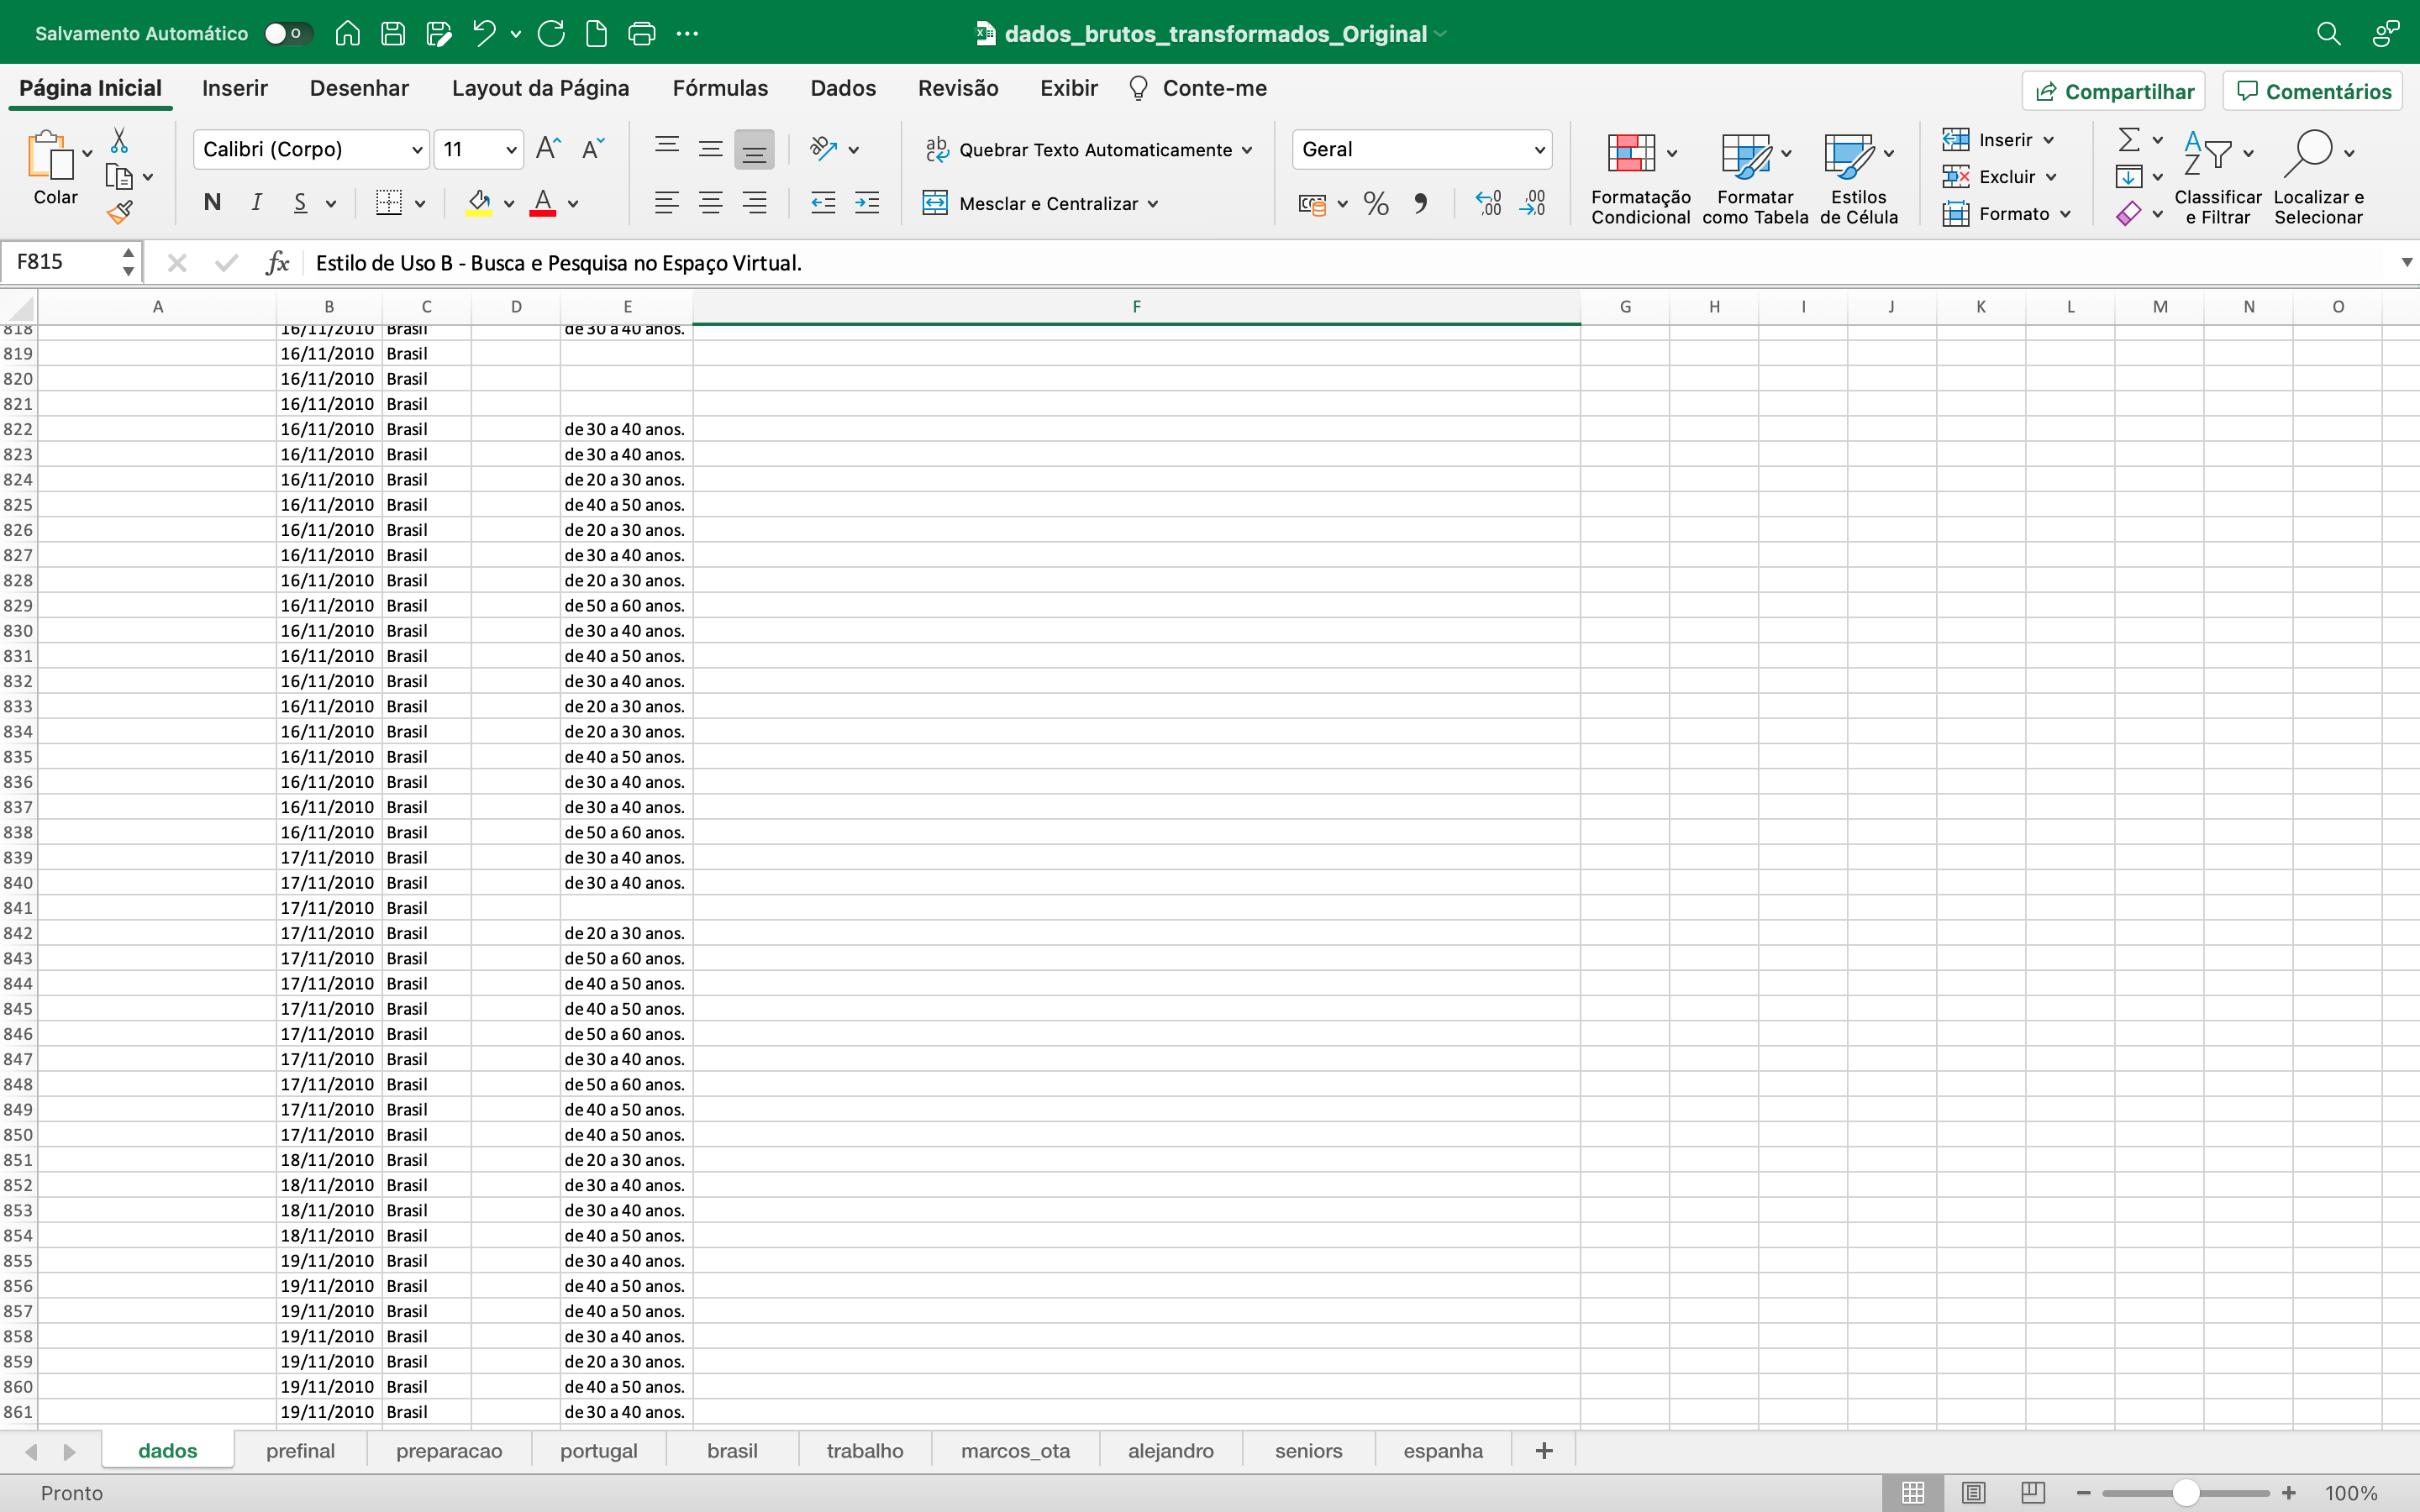 Salvamento Automático
dados_brutos_transformados_Original
Página Inicial Inserir Desenhar Layout da Página Fórmulas Dados Revisão Exibir Conte-me Compartilhar Comentários
Colar
Calibri (Corpo) 11
N I S
Quebrar Texto Automaticamente
Mesclar e Centralizar
Geral
Formatação Condicional
Formatar como Tabela
Estilos de Célula
Inserir
Excluir
Formato
Classificar e Filtrar
Localizar e Selecionar
F815 fx Estilo de Uso B - Busca e Pesquisa no Espaço Virtual.
A B C D E F G H I J K L M N O
818 16/11/2010 Brasil de 30 a 40 anos.
819 16/11/2010 Brasil
820 16/11/2010 Brasil
821 16/11/2010 Brasil
822 16/11/2010 Brasil de 30 a 40 anos.
823 16/11/2010 Brasil de 30 a 40 anos.
824 16/11/2010 Brasil de 20 a 30 anos.
825 16/11/2010 Brasil de 40 a 50 anos.
826 16/11/2010 Brasil de 20 a 30 anos.
827 16/11/2010 Brasil de 30 a 40 anos.
828 16/11/2010 Brasil de 20 a 30 anos.
829 16/11/2010 Brasil de 50 a 60 anos.
830 16/11/2010 Brasil de 30 a 40 anos.
831 16/11/2010 Brasil de 40 a 50 anos.
832 16/11/2010 Brasil de 30 a 40 anos.
833 16/11/2010 Brasil de 20 a 30 anos.
834 16/11/2010 Brasil de 20 a 30 anos.
835 16/11/2010 Brasil de 40 a 50 anos.
836 16/11/2010 Brasil de 30 a 40 anos.
837 16/11/2010 Brasil de 30 a 40 anos.
838 16/11/2010 Brasil de 50 a 60 anos.
839 17/11/2010 Brasil de 30 a 40 anos.
840 17/11/2010 Brasil de 30 a 40 anos.
841 17/11/2010 Brasil
842 17/11/2010 Brasil de 20 a 30 anos.
843 17/11/2010 Brasil de 50 a 60 anos.
844 17/11/2010 Brasil de 40 a 50 anos.
845 17/11/2010 Brasil de 40 a 50 anos.
846 17/11/2010 Brasil de 50 a 60 anos.
847 17/11/2010 Brasil de 30 a 40 anos.
848 17/11/2010 Brasil de 50 a 60 anos.
849 17/11/2010 Brasil de 40 a 50 anos.
850 17/11/2010 Brasil de 40 a 50 anos.
851 18/11/2010 Brasil de 20 a 30 anos.
852 18/11/2010 Brasil de 30 a 40 anos.
853 18/11/2010 Brasil de 30 a 40 anos.
854 18/11/2010 Brasil de 40 a 50 anos.
855 19/11/2010 Brasil de 30 a 40 anos.
856 19/11/2010 Brasil de 40 a 50 anos.
857 19/11/2010 Brasil de 40 a 50 anos.
858 19/11/2010 Brasil de 30 a 40 anos.
859 19/11/2010 Brasil de 20 a 30 anos.
860 19/11/2010 Brasil de 40 a 50 anos.
861 19/11/2010 Brasil de 30 a 40 anos.
dados prefinal preparacao portugal brasil trabalho marcos_ota alejandro seniors espanha +
Pronto 100%